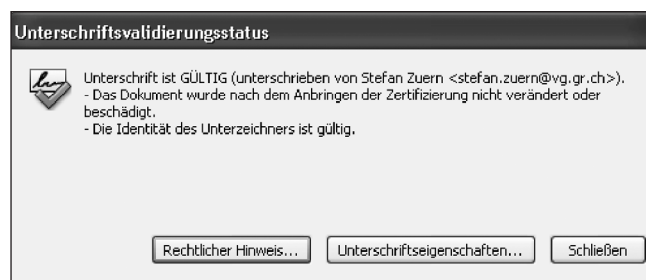 Unterschriftsvalidierungsstatus
Unterschrift ist GÜLTIG (unterschrieben von Stefan Zuern <stefan.zuern@vg.gr.ch>).
- Das Dokument wurde nach dem Anbringen der Zertifizierung nicht verändert oder
beschädigt.
- Die Identität des Unterzeichners ist gültig.
Rechtlicher Hinweis... Unterschriftseigenschaften... Schließen